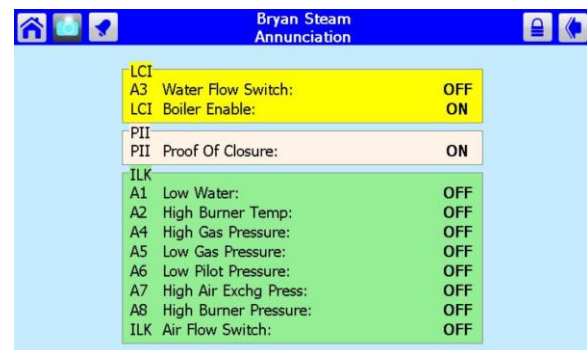 Bryan Steam
Annunciation
LCI
A3 Water Flow Switch: OFF
LCI Boiler Enable: ON
PII
PII Proof Of Closure: ON
ILK
A1 Low Water: OFF
A2 High Burner Temp: OFF
A4 High Gas Pressure: OFF
A5 Low Gas Pressure: OFF
A6 Low Pilot Pressure: OFF
A7 High Air Exchg Press: OFF
A8 High Burner Pressure: OFF
ILK Air Flow Switch: OFF